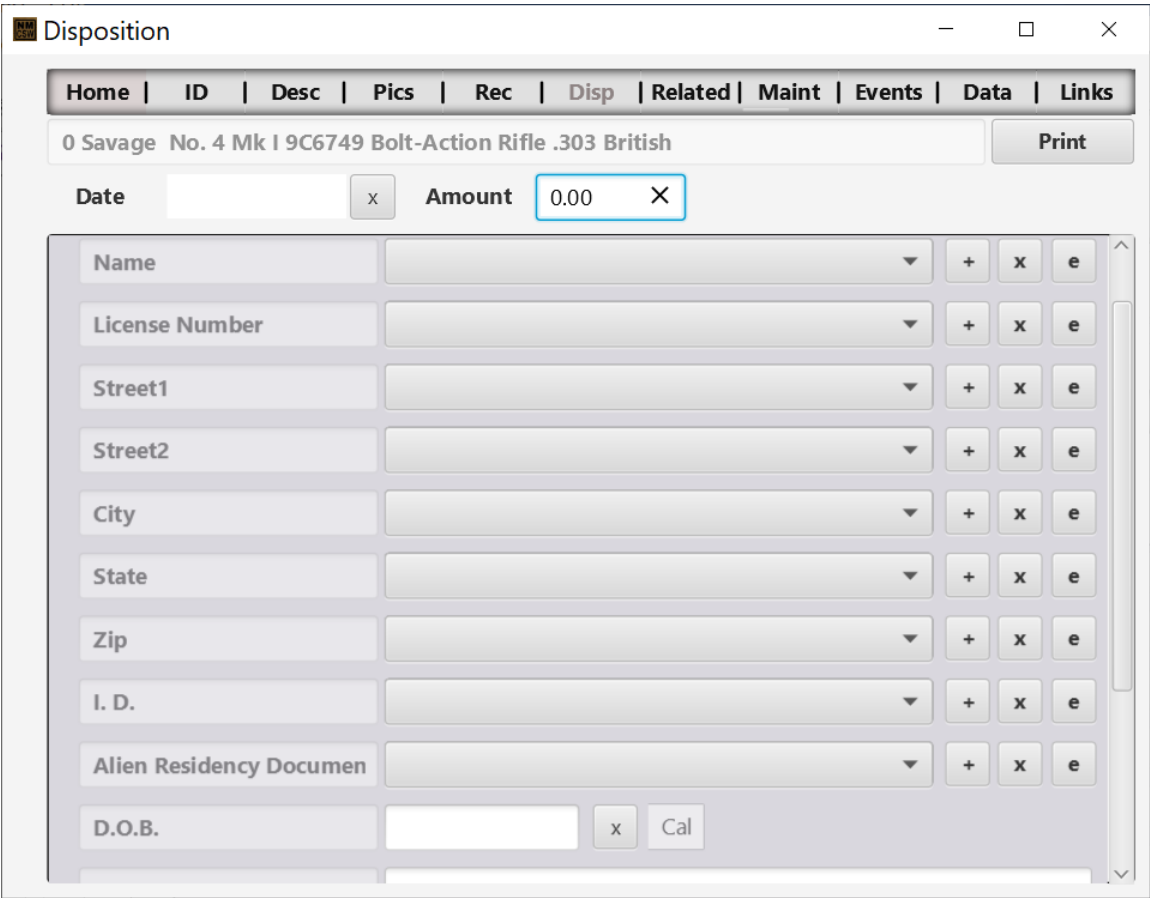 NM
CSW Disposition
Home | ID | Desc | Pics | Rec | Disp | Related | Maint | Events | Data | Links
0 Savage No. 4 Mk I 9C6749 Bolt-Action Rifle .303 British Print
Date x Amount 0.00 ✕
Name + x e
License Number + x e
Street1 + x e
Street2 + x e
City + x e
State + x e
Zip + x e
I. D. + x e
Alien Residency Documen + x e
D.O.B. x Cal